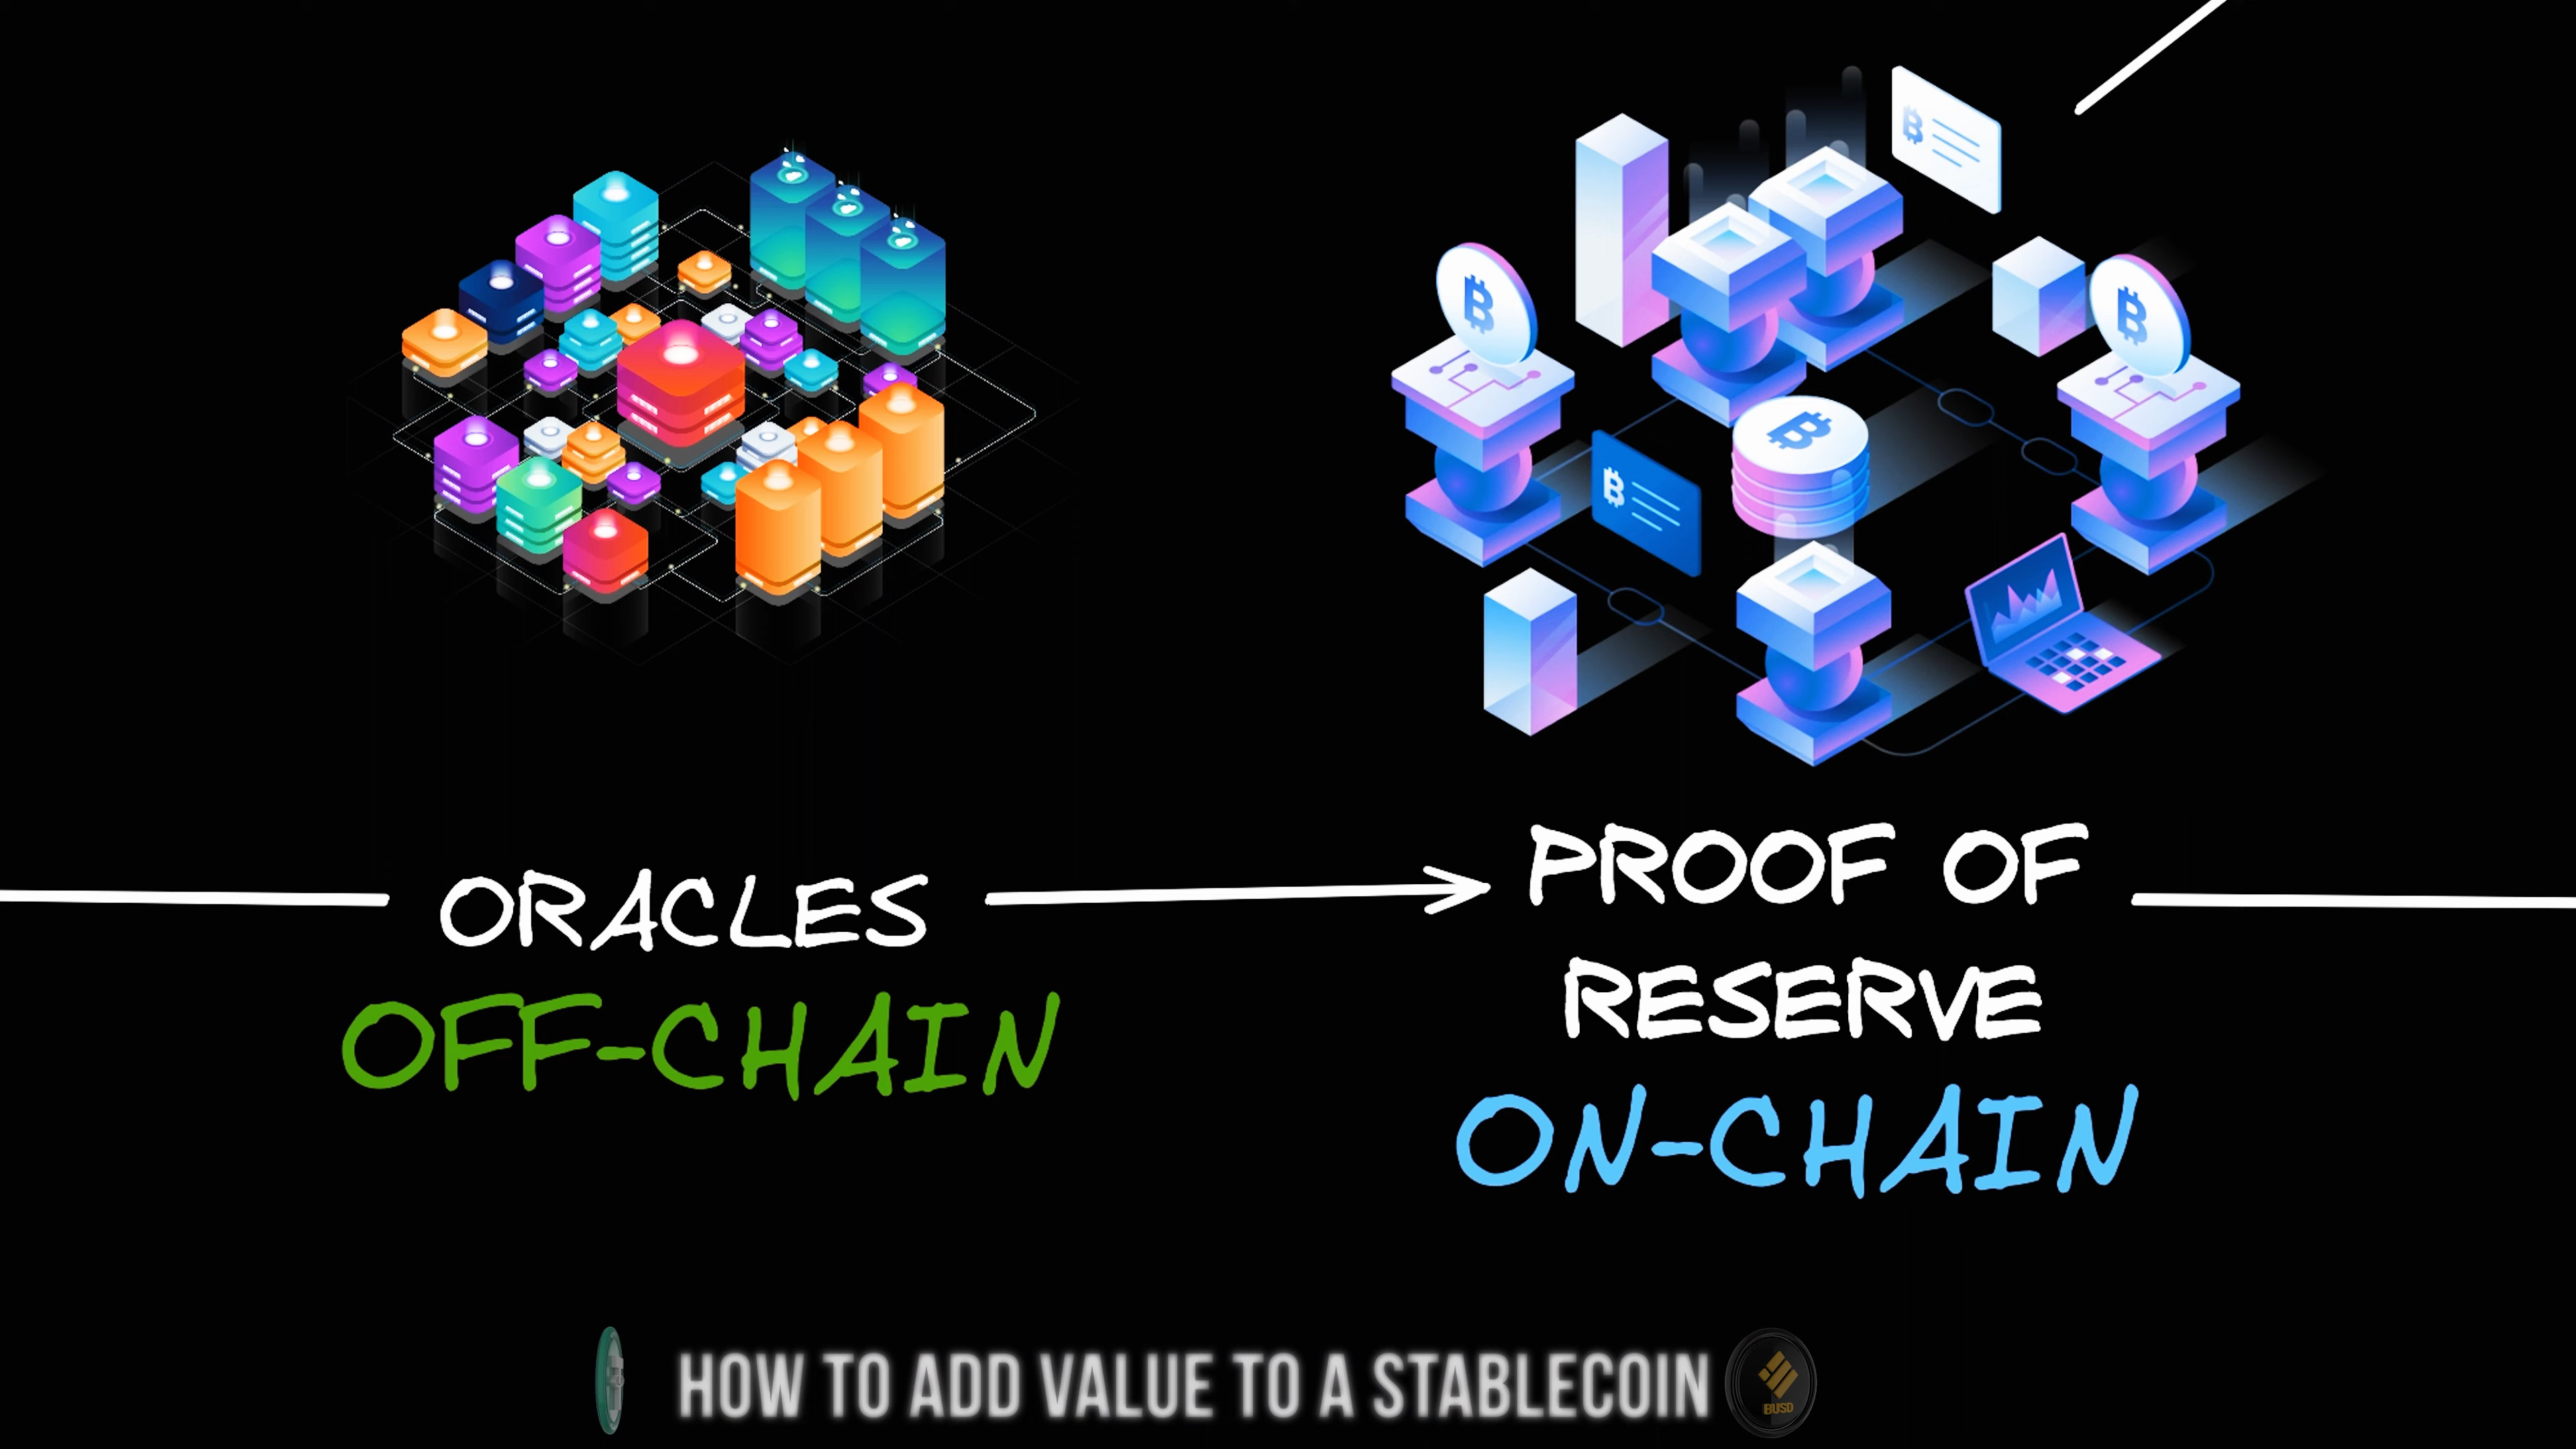 ORACLES
OFF-CHAIN
PROOF OF
RESERVE
ON-CHAIN
HOW TO ADD VALUE TO A STABLECOIN
BUSD